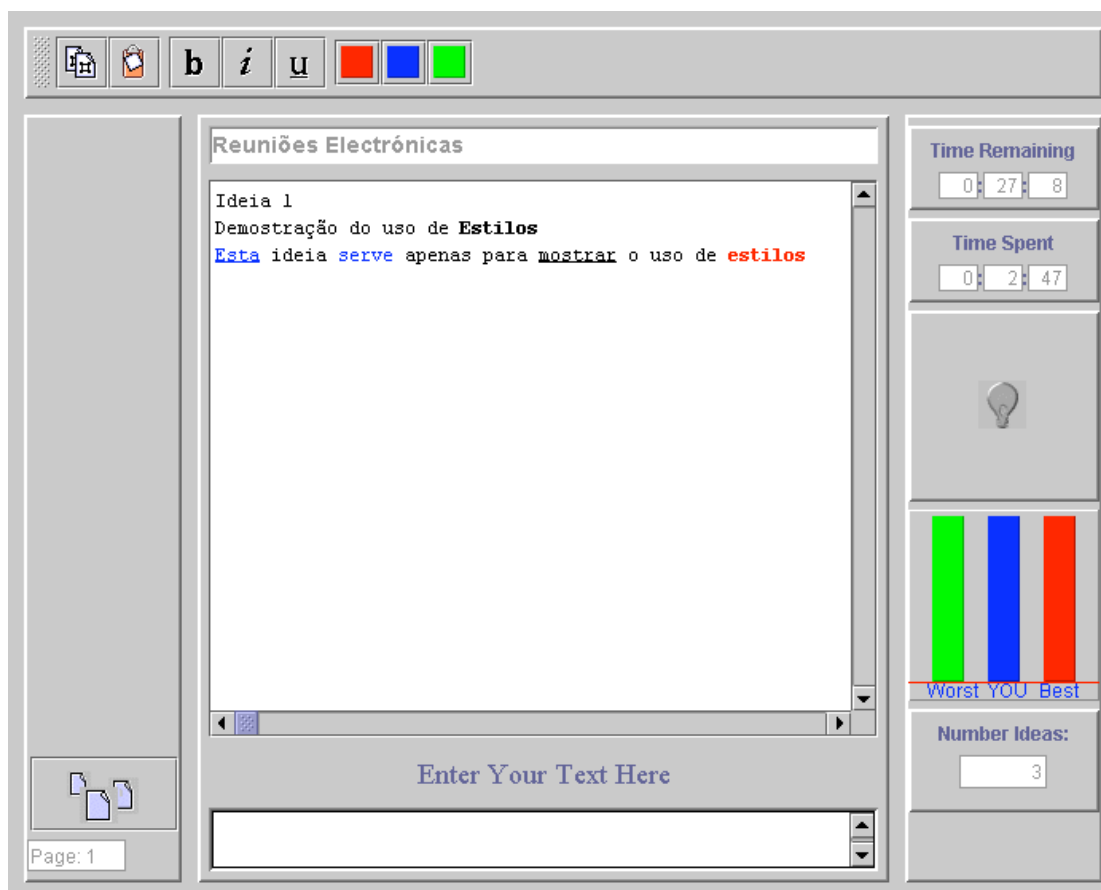 b i u
Reuniões Electrónicas
Ideia 1
Demostração do uso de Estilos
Esta ideia serve apenas para mostrar o uso de estilos
Enter Your Text Here
Page: 1
Time Remaining
0: 27: 8
Time Spent
0: 2: 47
Worst YOU Best
Number Ideas:
3